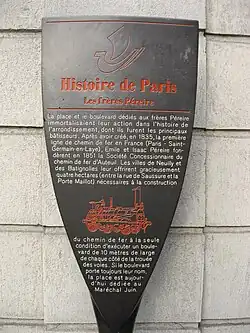 Histoire de Paris
Les frères Péreire
La place et le boulevard dédiés aux frères Péreire
immortalisaient leur action dans l'histoire de
l'arrondissement, dont ils furent les principaux
bâtisseurs. Après avoir créé, en 1835, la première
ligne de chemin de fer en France (Paris - Saint-
Germain-en-Laye), Emile et Isaac Péreire fon-
dèrent en 1851 la Société Concessionnaire du
chemin de fer d'Auteuil. Les villes de Neuilly et
des Batignolles leur offrirent gracieusement
quatre hectares (entre la rue de Saussure et la
Porte Maillot) nécessaires à la construction
du chemin de fer à la seule
condition d'exécuter un boule-
vard de 10 mètres de large
de chaque côté de la trouée
des voies. Si le boulevard
porte toujours leur nom,
la place est aujour-
d'hui dédiée au
Maréchal Juin.